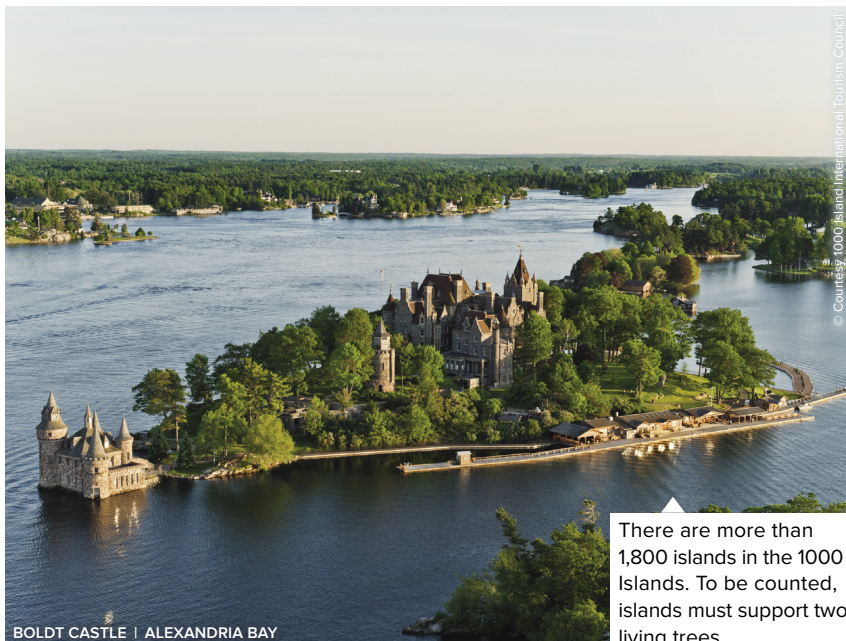 © Courtesy 1000 Island International Tourism Council
There are more than
1,800 islands in the 1000
Islands. To be counted,
islands must support two
living trees
BOLDT CASTLE | ALEXANDRIA BAY